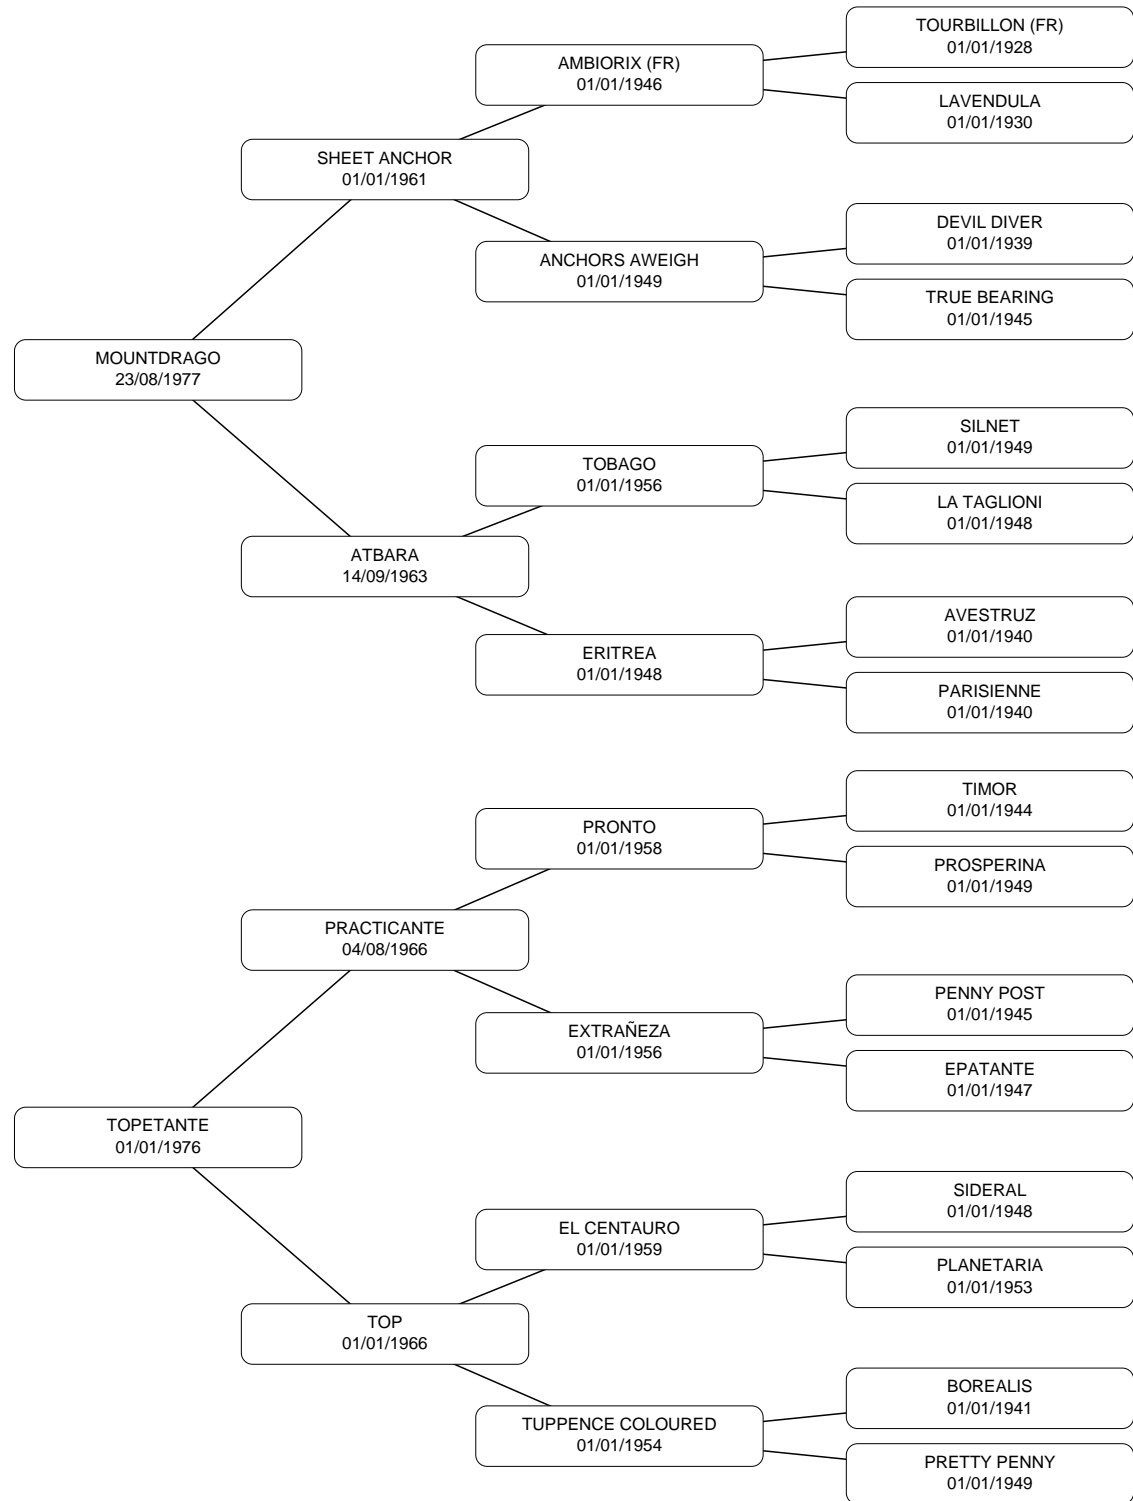 TOURBILLON (FR)
01/01/1928
AMBIORIX (FR)
01/01/1946
LAVENDULA
01/01/1930
SHEET ANCHOR
01/01/1961
DEVIL DIVER
01/01/1939
ANCHORS AWEIGH
01/01/1949
TRUE BEARING
01/01/1945
MOUNTDRAGO
23/08/1977
SILNET
01/01/1949
TOBAGO
01/01/1956
LA TAGLIONI
01/01/1948
ATBARA
14/09/1963
AVESTRUZ
01/01/1940
ERITREA
01/01/1948
PARISIENNE
01/01/1940
TIMOR
01/01/1944
PRONTO
01/01/1958
PROSPERINA
01/01/1949
PRACTICANTE
04/08/1966
PENNY POST
01/01/1945
EXTRAÑEZA
01/01/1956
EPATANTE
01/01/1947
TOPETANTE
01/01/1976
SIDERAL
01/01/1948
EL CENTAURO
01/01/1959
PLANETARIA
01/01/1953
TOP
01/01/1966
BOREALIS
01/01/1941
TUPPENCE COLOURED
01/01/1954
PRETTY PENNY
01/01/1949